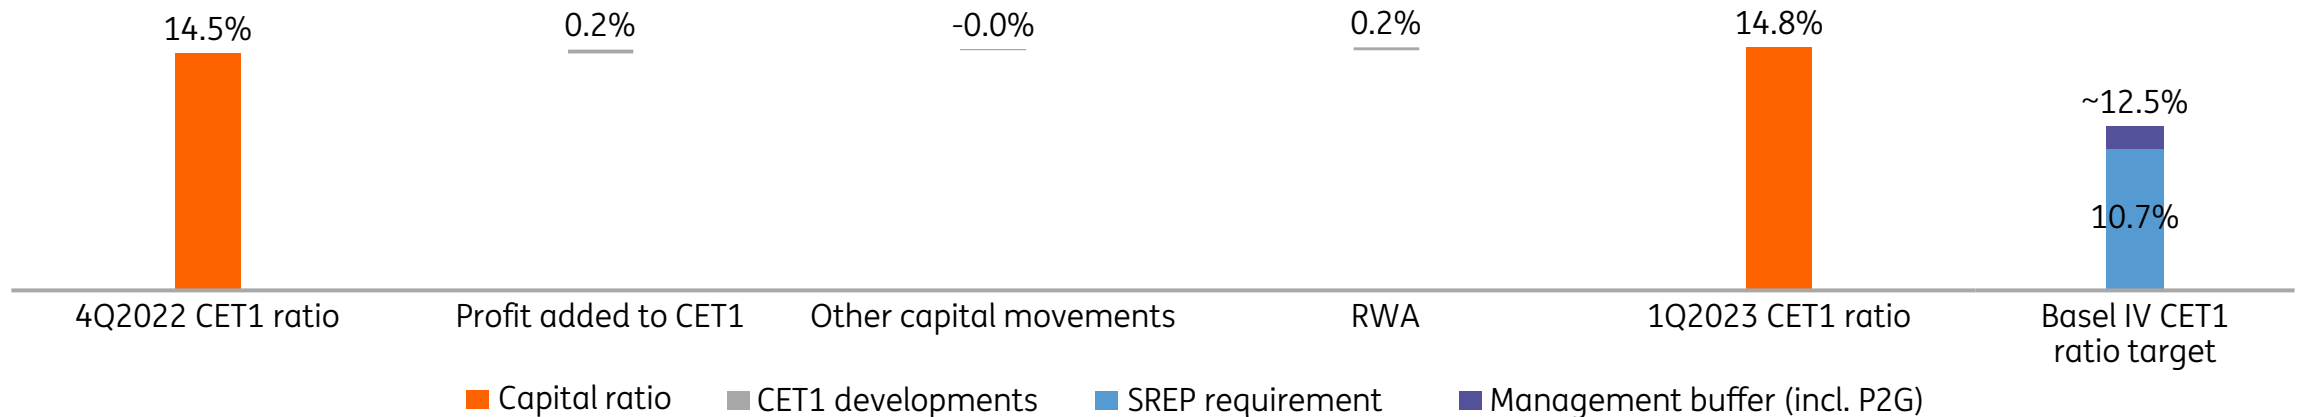 14.5%
0.2%
-0.0%
0.2%
14.8%
~12.5%
10.7%
4Q2022 CET1 ratio
Profit added to CET1
Other capital movements
RWA
1Q2023 CET1 ratio
Basel IV CET1
ratio target
Capital ratio
CET1 developments
SREP requirement
Management buffer (incl. P2G)